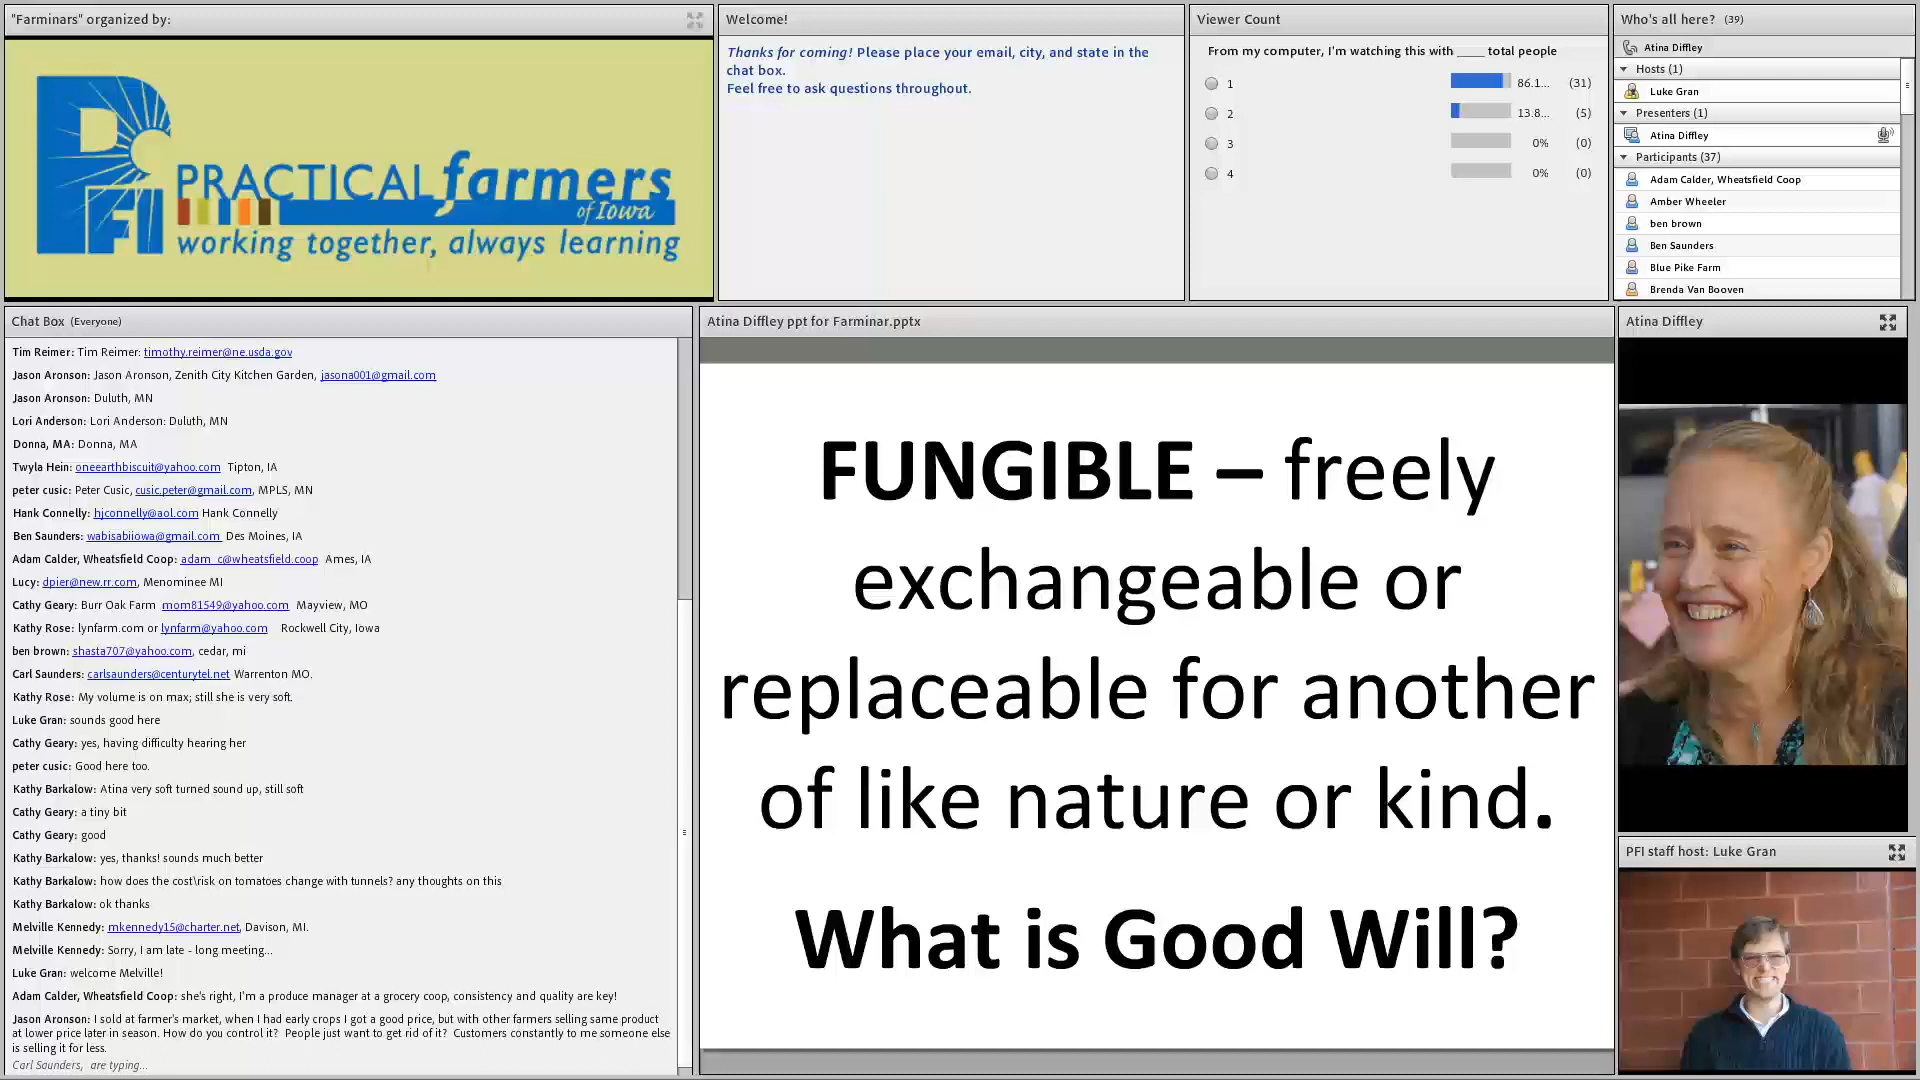 "Farminars" organized by:
PFI
PRACTICAL farmers
of Iowa
working together, always learning
Welcome!
Thanks for coming! Please place your email, city, and state in the
chat box.
Feel free to ask questions throughout.
Viewer Count
From my computer, I'm watching this with ____ total people
1 86.1... (31)
2 13.8... (5)
3 0% (0)
4 0% (0)
Who's all here? (39)
Atina Diffley
Hosts (1)
Luke Gran
Presenters (1)
Atina Diffley
Participants (37)
Adam Calder, Wheatsfield Coop
Amber Wheeler
ben brown
Ben Saunders
Blue Pike Farm
Brenda Van Booven
Chat Box (Everyone)
Tim Reimer: Tim Reimer: timothy.reimer@ne.usda.gov
Jason Aronson: Jason Aronson, Zenith City Kitchen Garden, jasona001@gmail.com
Jason Aronson: Duluth, MN
Lori Anderson: Lori Anderson: Duluth, MN
Donna, MA: Donna, MA
Twyla Hein: oneearthbiscuit@yahoo.com Tipton, IA
peter cusic: Peter Cusic, cusic.peter@gmail.com, MPLS, MN
Hank Connelly: hjconnelly@aol.com Hank Connelly
Ben Saunders: wabisabiiowa@gmail.com Des Moines, IA
Adam Calder, Wheatsfield Coop: adam_c@wheatsfield.coop Ames, IA
Lucy: dpier@new.rr.com, Menominee MI
Cathy Geary: Burr Oak Farm mom81549@yahoo.com Mayview, MO
Kathy Rose: lynfarm.com or lynfarm@yahoo.com Rockwell City, Iowa
ben brown: shasta707@yahoo.com, cedar, mi
Carl Saunders: carlsaunders@centurytel.net Warrenton MO.
Kathy Rose: My volume is on max; still she is very soft.
Luke Gran: sounds good here
Cathy Geary: yes, having difficulty hearing her
peter cusic: Good here too.
Kathy Barkalow: Atina very soft turned sound up, still soft
Cathy Geary: a tiny bit
Cathy Geary: good
Kathy Barkalow: yes, thanks! sounds much better
Kathy Barkalow: how does the cost\risk on tomatoes change with tunnels? any thoughts on this
Kathy Barkalow: ok thanks
Melville Kennedy: mkennedy15@charter.net, Davison, MI.
Melville Kennedy: Sorry, I am late - long meeting...
Luke Gran: welcome Melville!
Adam Calder, Wheatsfield Coop: she's right, I'm a produce manager at a grocery coop, consistency and quality are key!
Jason Aronson: I sold at farmer's market, when I had early crops I got a good price, but with other farmers selling same product
at lower price later in season. How do you control it? People just want to get rid of it? Customers constantly to me someone else
is selling it for less.
Carl Saunders, are typing...
Atina Diffley ppt for Farminar.pptx
FUNGIBLE – freely
exchangeable or
replaceable for another
of like nature or kind.
What is Good Will?
Atina Diffley
PFI staff host: Luke Gran